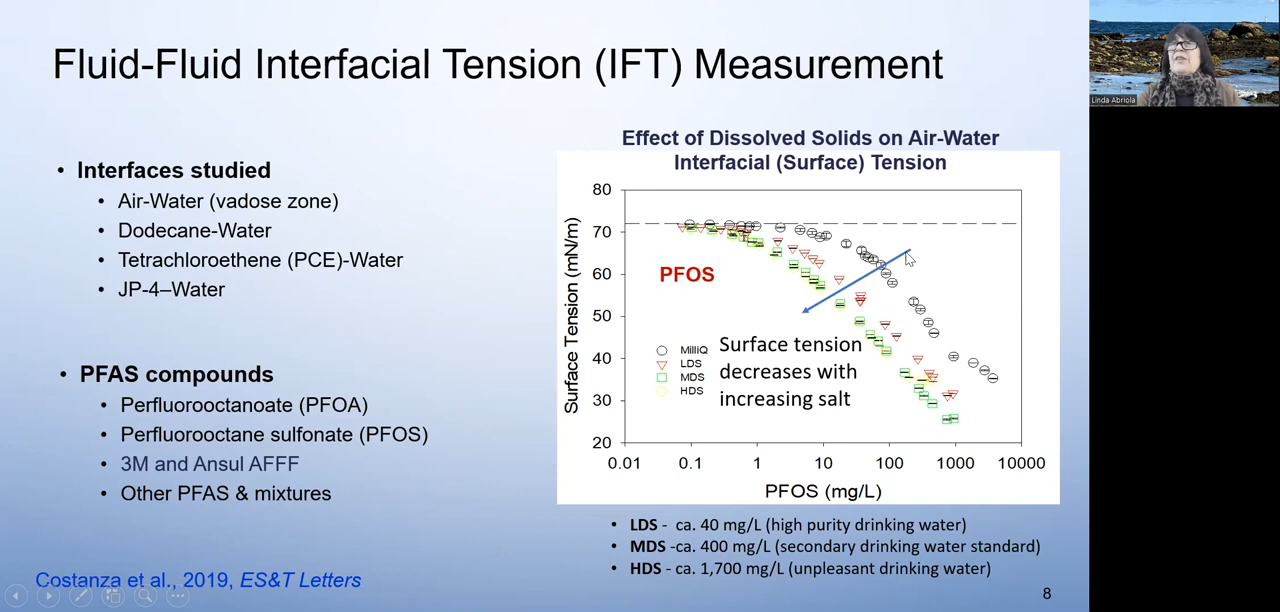 Fluid-Fluid Interfacial Tension (IFT) Measurement
Linda Abriola
• Interfaces studied
• Air-Water (vadose zone)
• Dodecane-Water
• Tetrachloroethene (PCE)-Water
• JP-4–Water
• PFAS compounds
• Perfluorooctanoate (PFOA)
• Perfluorooctane sulfonate (PFOS)
• 3M and Ansul AFFF
• Other PFAS & mixtures
Costanza et al., 2019, ES&T Letters
Effect of Dissolved Solids on Air-Water
Interfacial (Surface) Tension
Surface Tension (mN/m)
80
70
60
50
40
30
20
PFOS
MilliQ
LDS
MDS
HDS
Surface tension
decreases with
increasing salt
0.01 0.1 1 10 100 1000 10000
PFOS (mg/L)
• LDS - ca. 40 mg/L (high purity drinking water)
• MDS -ca. 400 mg/L (secondary drinking water standard)
• HDS - ca. 1,700 mg/L (unpleasant drinking water)
8